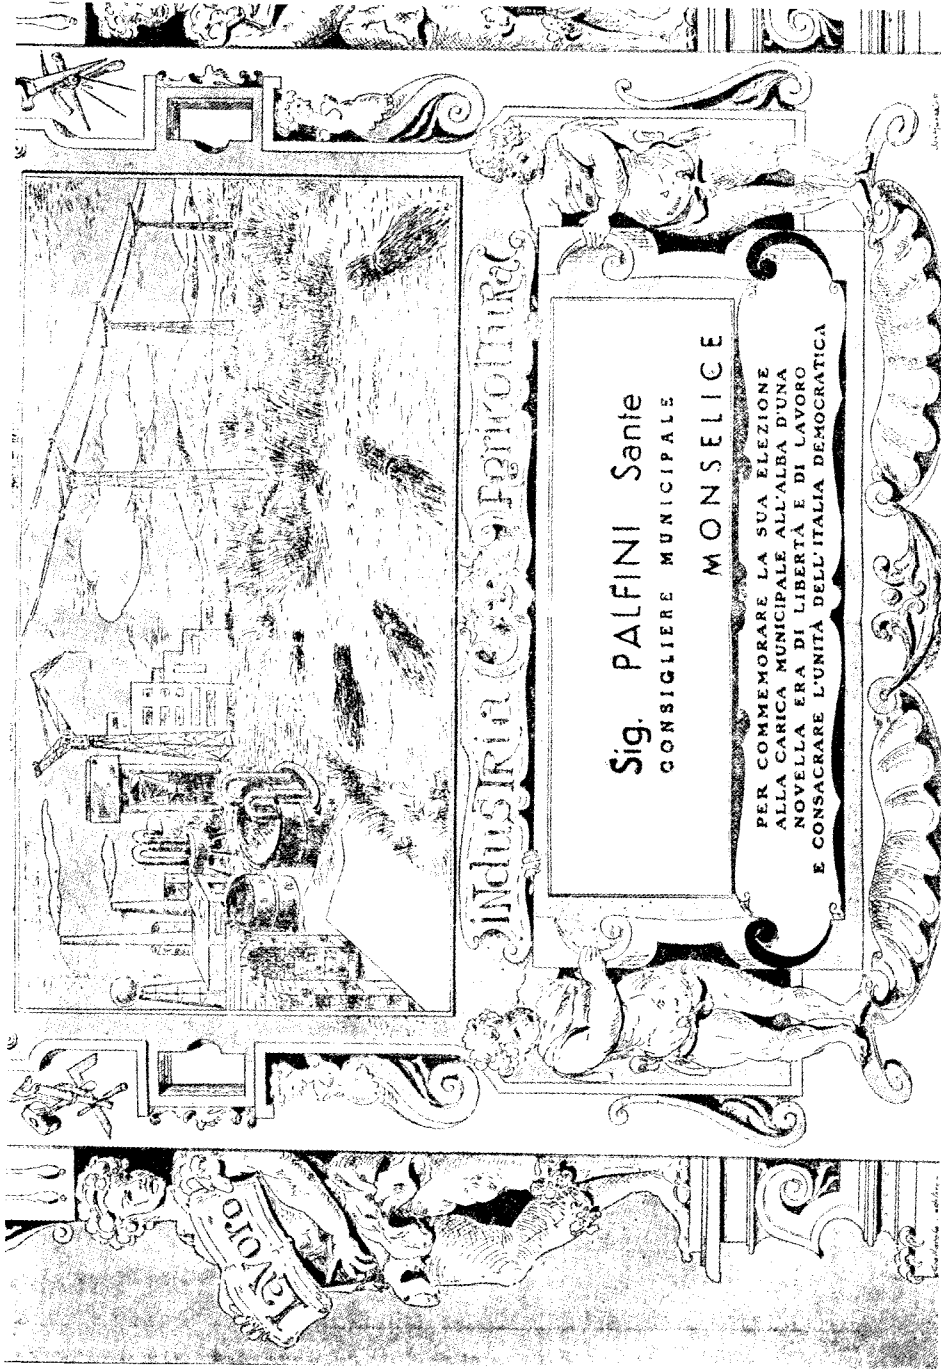 Industria e Agricoltura
Sig. PALFINI Sante
CONSIGLIERE MUNICIPALE
MONSELICE
PER COMMEMORARE LA SUA ELEZIONE
ALLA CARICA MUNICIPALE ALL'ALBA D'UNA
NOVELLA ERA DI LIBERTÀ E DI LAVORO
E CONSACRARE L'UNITÀ DELL'ITALIA DEMOCRATICA
Lavoro